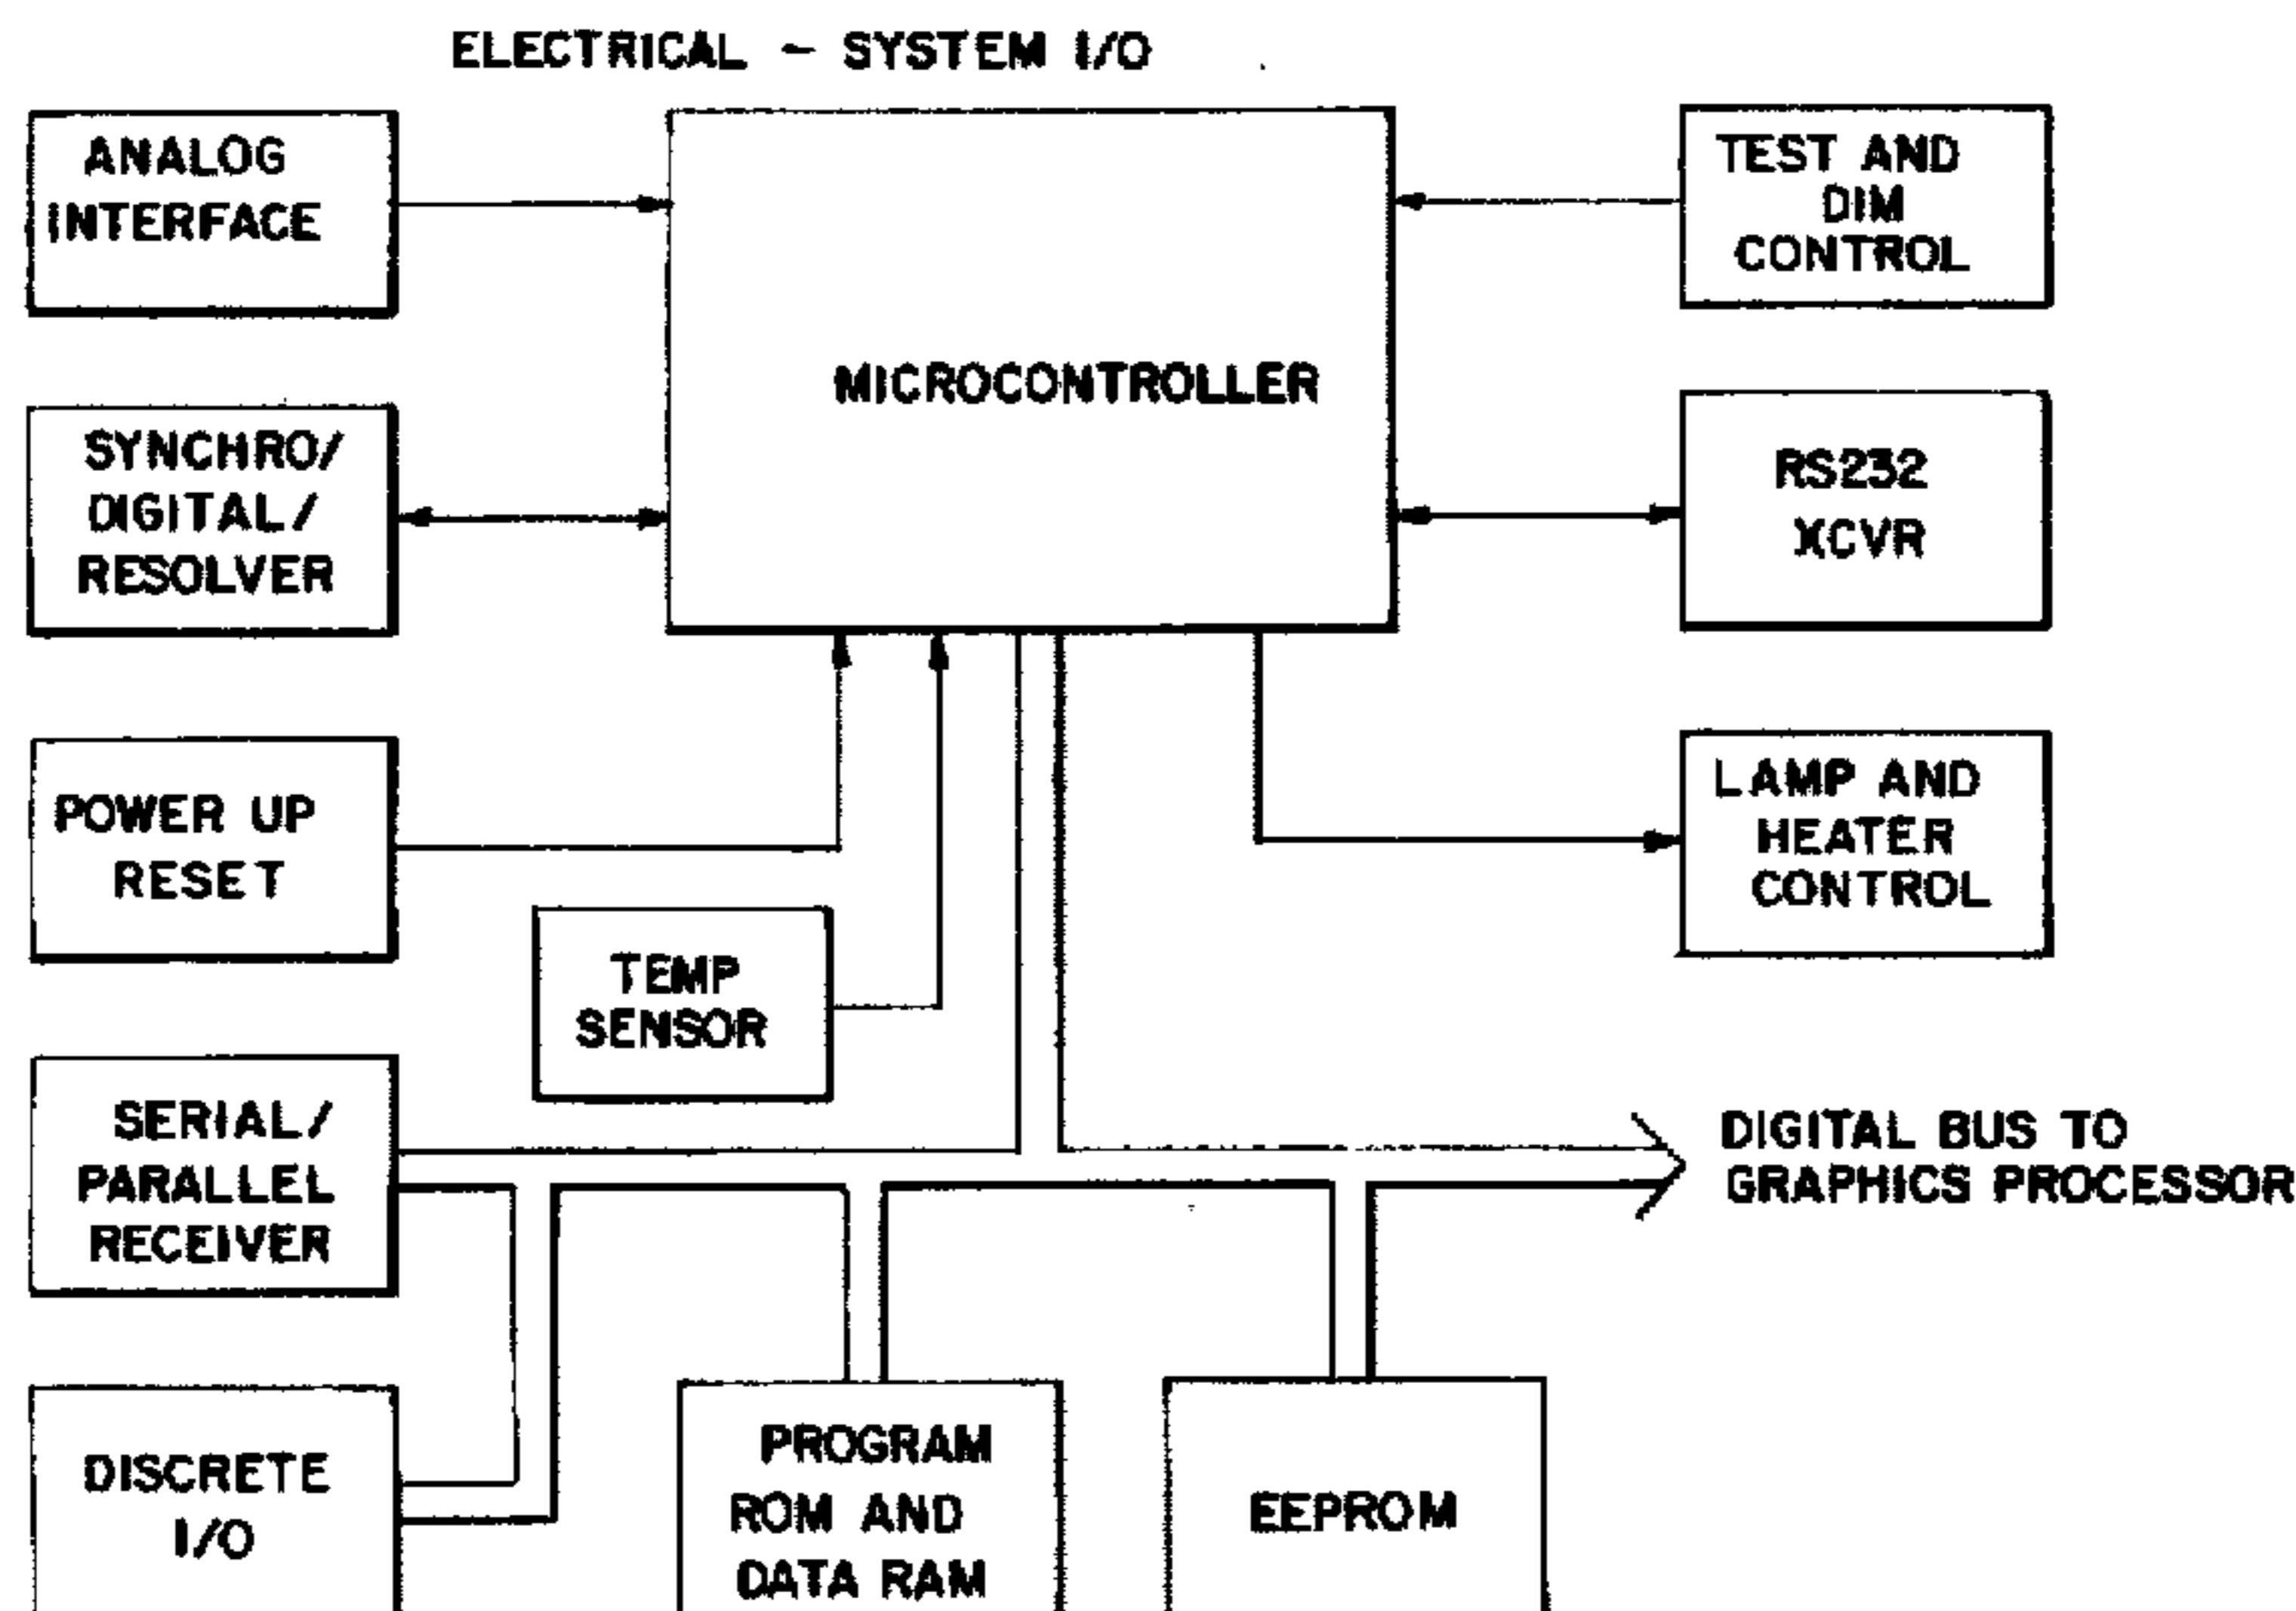 ELECTRICAL - SYSTEM I/O
ANALOG
INTERFACE
MICROCONTROLLER
TEST AND
DIM
CONTROL
SYNCHRO/
DIGITAL/
RESOLVER
RS232
XCVR
POWER UP
RESET
LAMP AND
HEATER
CONTROL
TEMP
SENSOR
SERIAL/
PARALLEL
RECEIVER
DIGITAL BUS TO
GRAPHICS PROCESSOR
DISCRETE
I/O
PROGRAM
ROM AND
DATA RAM
EEPROM